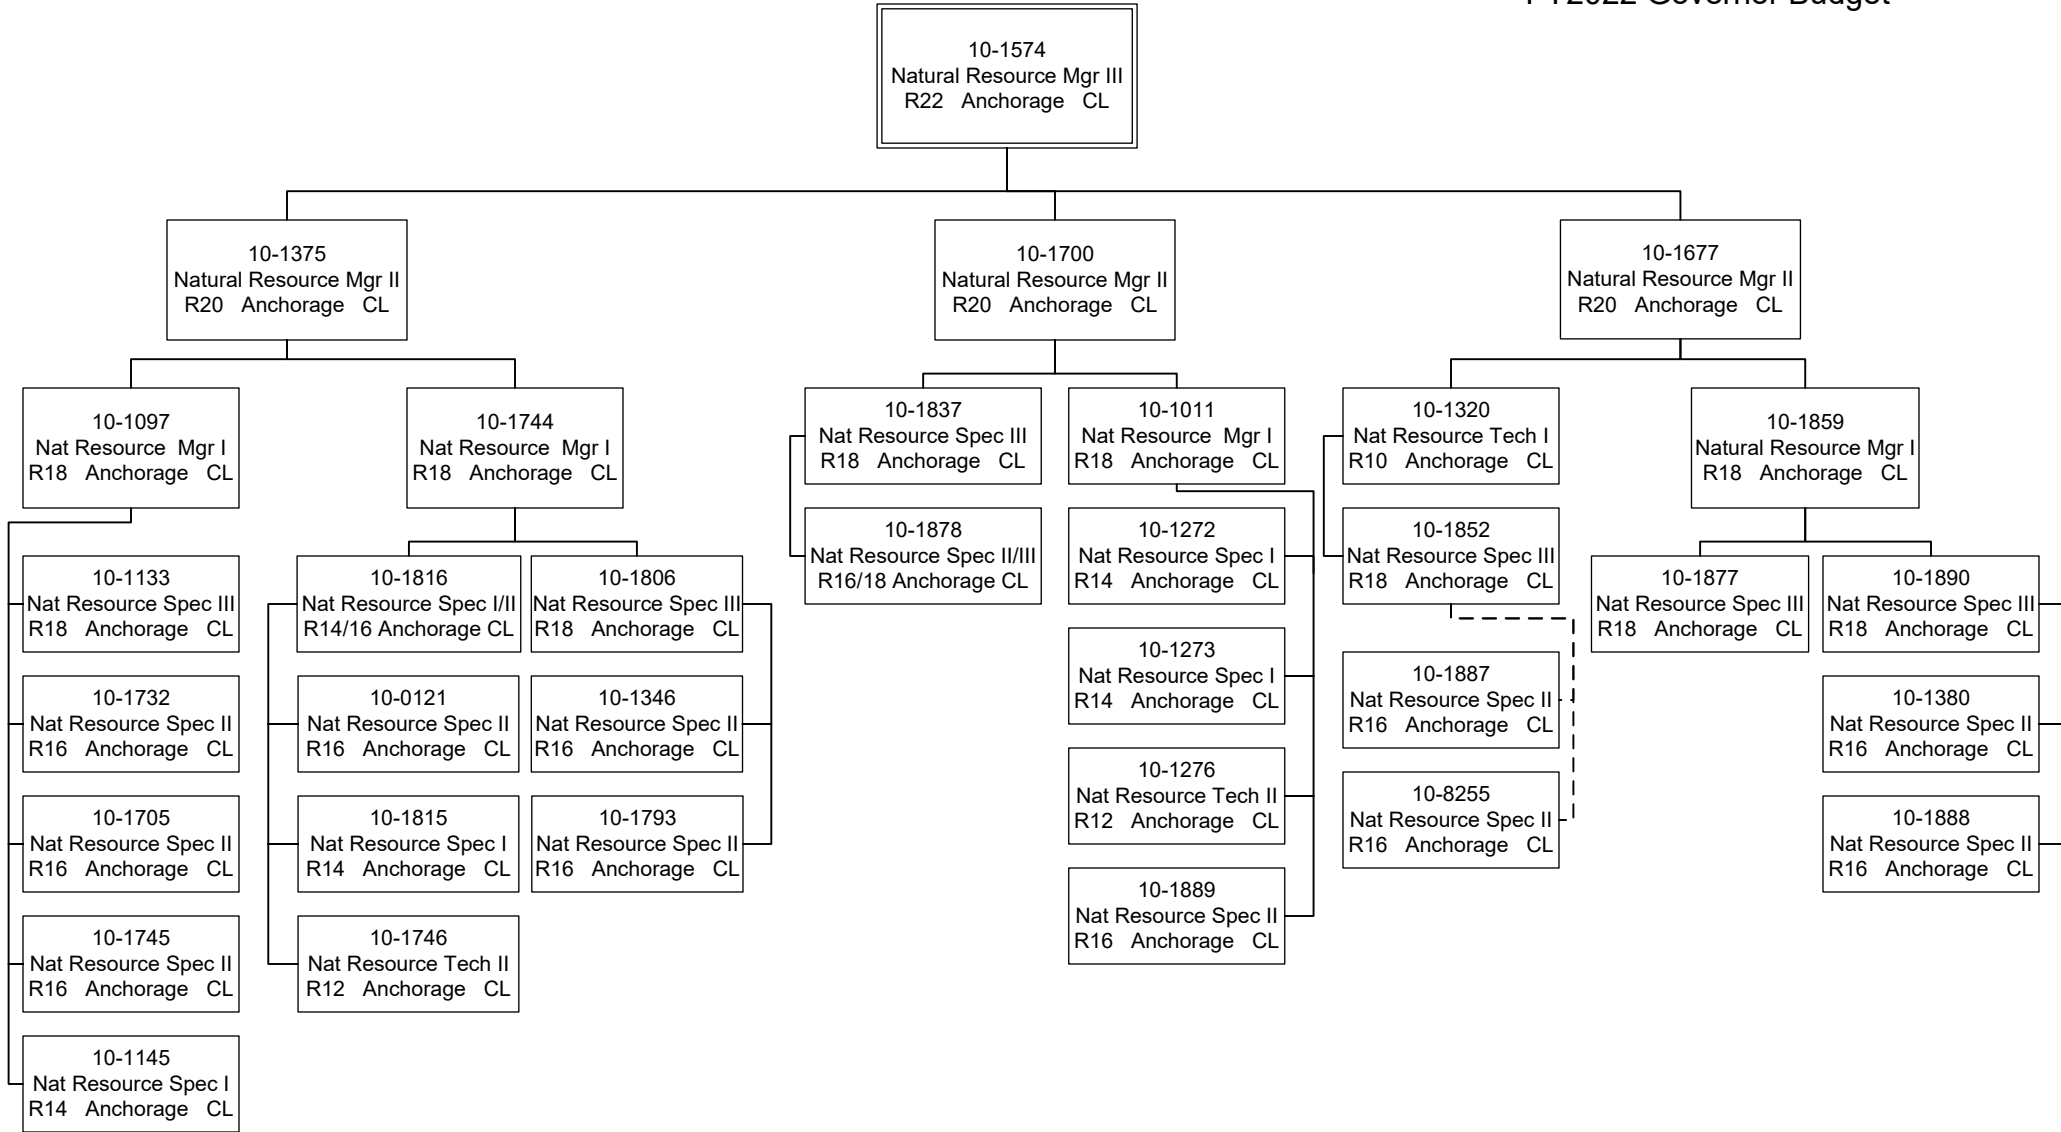 FY2022 Governor Budget
10-1574
Natural Resource Mgr III
R22 Anchorage CL
10-1375
Natural Resource Mgr II
R20 Anchorage CL
10-1700
Natural Resource Mgr II
R20 Anchorage CL
10-1677
Natural Resource Mgr II
R20 Anchorage CL
10-1097
Nat Resource Mgr I
R18 Anchorage CL
10-1744
Nat Resource Mgr I
R18 Anchorage CL
10-1837
Nat Resource Spec III
R18 Anchorage CL
10-1011
Nat Resource Mgr I
R18 Anchorage CL
10-1320
Nat Resource Tech I
R10 Anchorage CL
10-1859
Natural Resource Mgr I
R18 Anchorage CL
10-1878
Nat Resource Spec II/III
R16/18 Anchorage CL
10-1272
Nat Resource Spec I
R14 Anchorage CL
10-1852
Nat Resource Spec III
R18 Anchorage CL
10-1133
Nat Resource Spec III
R18 Anchorage CL
10-1816
Nat Resource Spec I/II
R14/16 Anchorage CL
10-1806
Nat Resource Spec III
R18 Anchorage CL
10-1877
Nat Resource Spec III
R18 Anchorage CL
10-1890
Nat Resource Spec III
R18 Anchorage CL
10-1273
Nat Resource Spec I
R14 Anchorage CL
10-1887
Nat Resource Spec II
R16 Anchorage CL
10-1732
Nat Resource Spec II
R16 Anchorage CL
10-0121
Nat Resource Spec II
R16 Anchorage CL
10-1346
Nat Resource Spec II
R16 Anchorage CL
10-1380
Nat Resource Spec II
R16 Anchorage CL
10-1276
Nat Resource Tech II
R12 Anchorage CL
10-8255
Nat Resource Spec II
R16 Anchorage CL
10-1705
Nat Resource Spec II
R16 Anchorage CL
10-1815
Nat Resource Spec I
R14 Anchorage CL
10-1793
Nat Resource Spec II
R16 Anchorage CL
10-1888
Nat Resource Spec II
R16 Anchorage CL
10-1889
Nat Resource Spec II
R16 Anchorage CL
10-1745
Nat Resource Spec II
R16 Anchorage CL
10-1746
Nat Resource Tech II
R12 Anchorage CL
10-1145
Nat Resource Spec I
R14 Anchorage CL